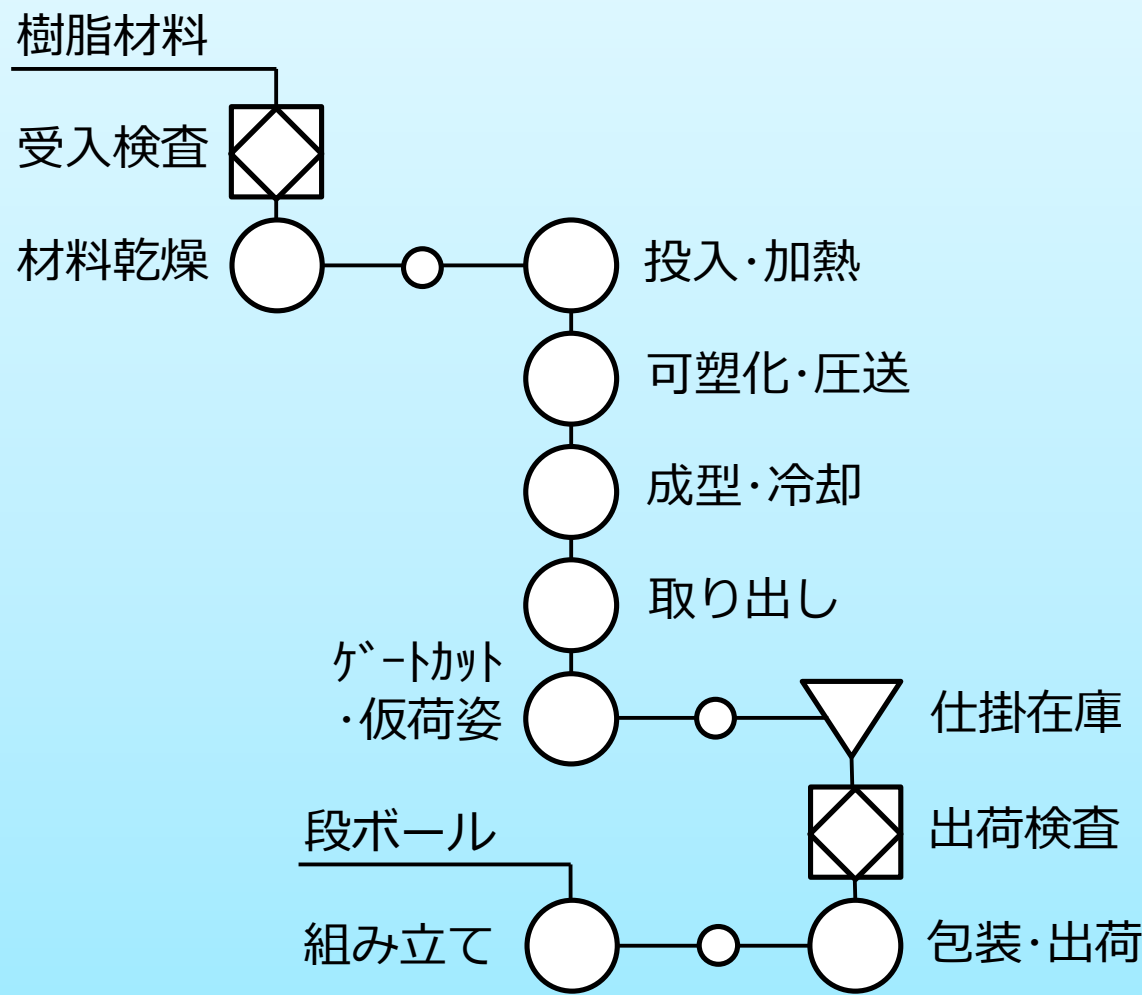 樹脂材料
受入検査
材料乾燥
投入･加熱
可塑化･圧送
成型･冷却
取り出し
ｹﾞｰﾄｶｯﾄ
･仮荷姿
仕掛在庫
出荷検査
段ボール
組み立て
包装･出荷